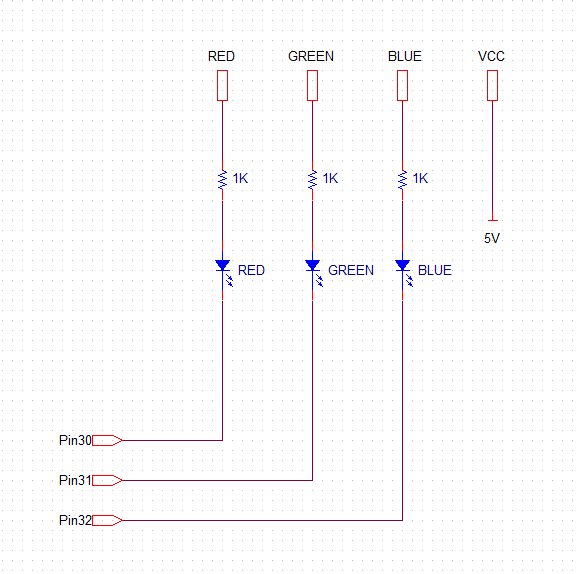 RED
GREEN
BLUE
VCC
1K
1K
1K
5V
RED
GREEN
BLUE
Pin30
Pin31
Pin32